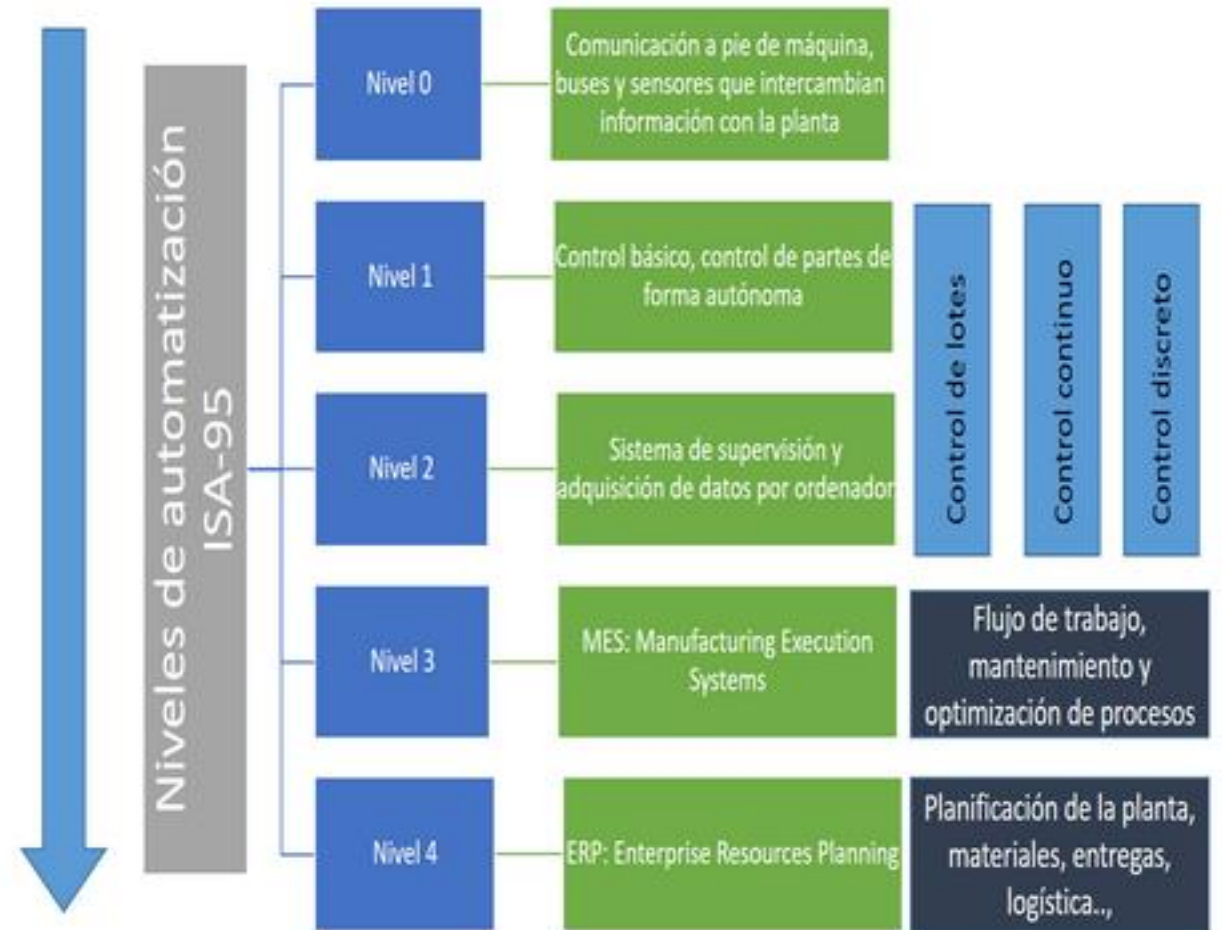 Niveles de automatización
ISA-95
Nivel 0
Comunicación a pie de máquina,
buses y sensores que intercambian
información con la planta
Nivel 1
Control básico, control de partes de
forma autónoma
Nivel 2
Sistema de supervisión y
adquisición de datos por ordenador
Control de lotes
Control continuo
Control discreto
Nivel 3
MES: Manufacturing Execution
Systems
Flujo de trabajo,
mantenimiento y
optimización de procesos
Nivel 4
ERP: Enterprise Resources Planning
Planificación de la planta,
materiales, entregas,
logística..,